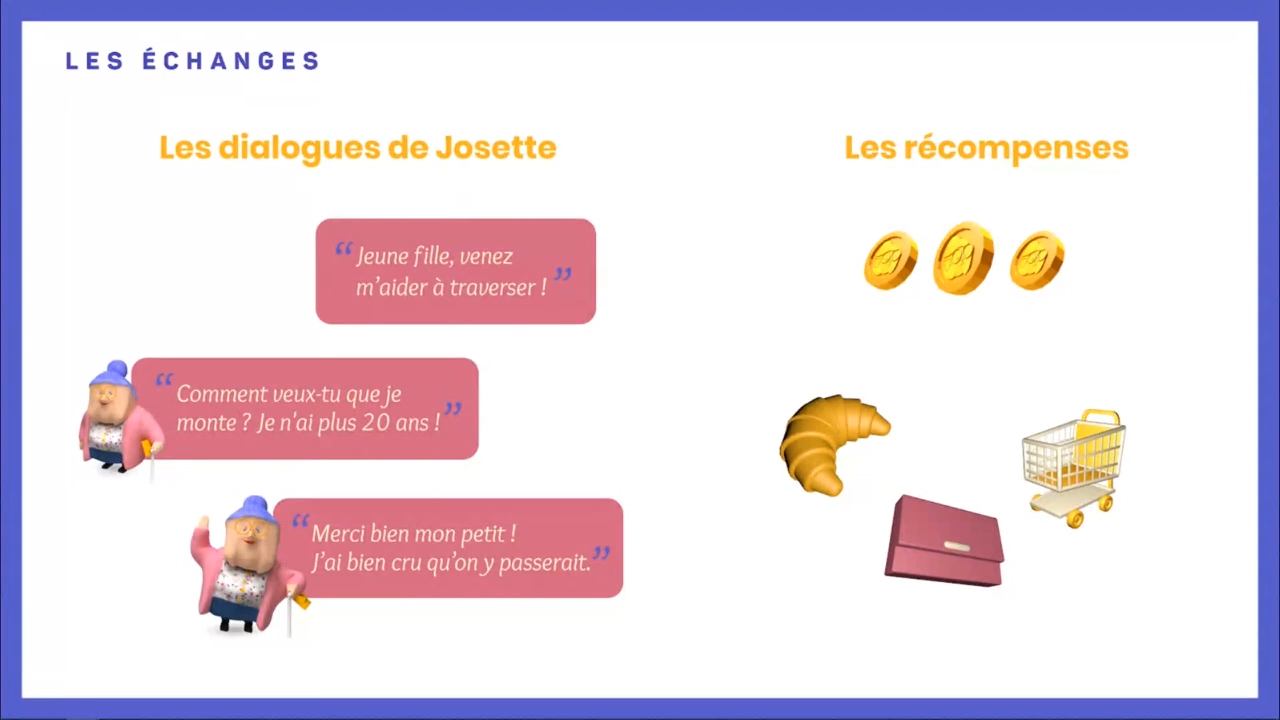 LES ÉCHANGES
Les dialogues de Josette
Les récompenses
“ Jeune fille, venez
m’aider à traverser ! ”
“ Comment veux-tu que je
monte ? Je n'ai plus 20 ans ! ”
“ Merci bien mon petit !
J’ai bien cru qu’on y passerait. ”